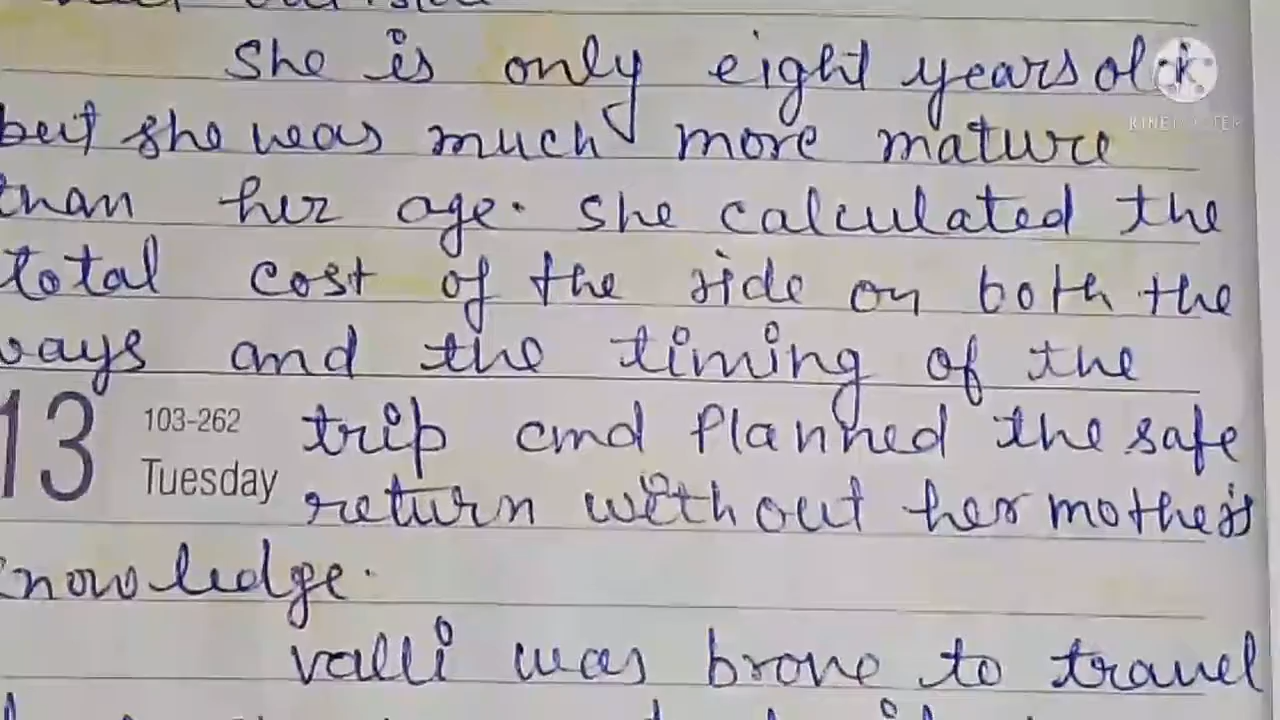 She is only eight years old
but she was much more mature
than her age. She calculated the
total cost of the ride on both the
ways and the timing of the
13 103-262 trip and Planned the safe
Tuesday return without her mother's
knowledge.
valli was brave to travel
KINEMASTER